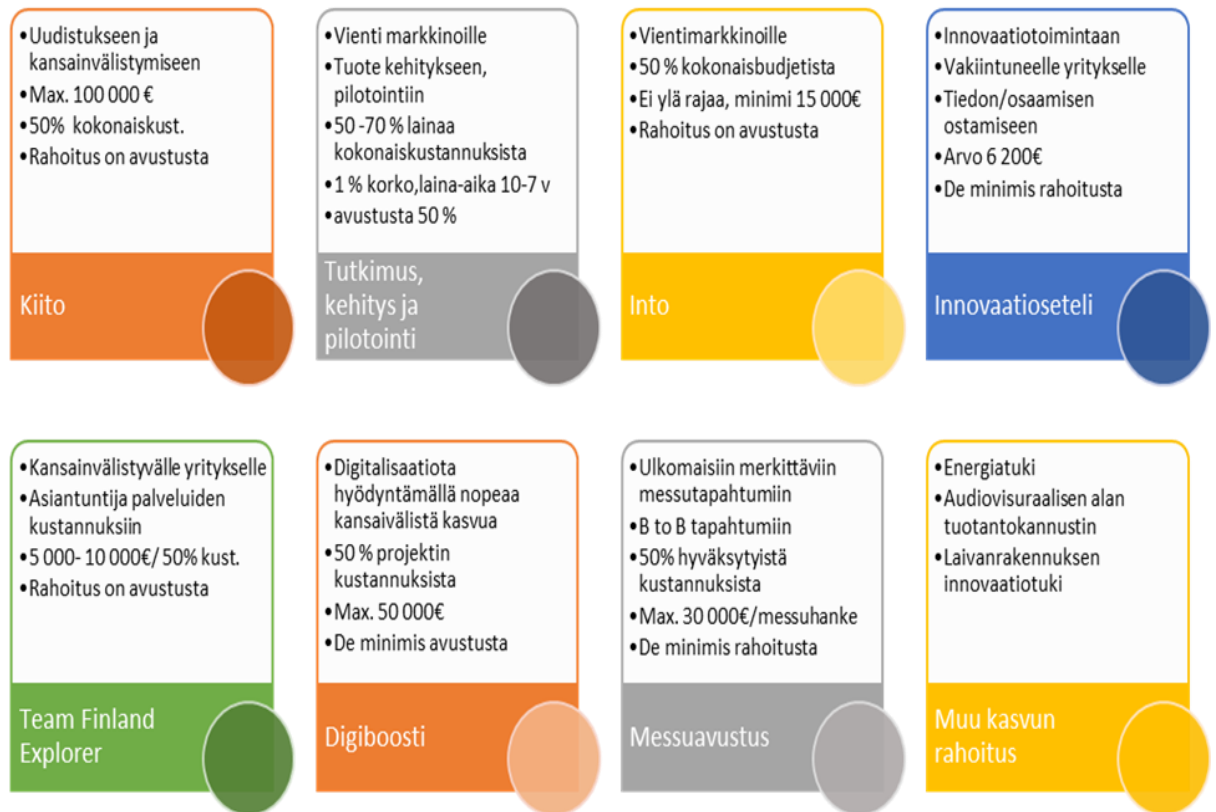 •Uudistukseen ja
kansainvälistymiseen
•Max. 100 000 €
•50% kokonaiskust.
•Rahoitus on avustusta
Kiito
•Vienti markkinoille
•Tuote kehitykseen,
pilotointiin
•50 -70 % lainaa
kokonaiskustannuksista
•1 % korko,laina-aika 10-7 v
•avustusta 50 %
Tutkimus,
kehitys ja
pilotointi
•Vientimarkkinoille
•50 % kokonaisbudjetista
•Ei ylä rajaa, minimi 15 000€
•Rahoitus on avustusta
Into
•Innovaatiotoimintaan
•Vakiintuneelle yritykselle
•Tiedon/osaamisen
ostamiseen
•Arvo 6 200€
•De minimis rahoitusta
Innovaatioseteli
•Kansainvälistyvälle yritykselle
•Asiantuntija palveluiden
kustannuksiin
•5 000- 10 000€/ 50% kust.
•Rahoitus on avustusta
Team Finland
Explorer
•Digitalisaatiota
hyödyntämällä nopeaa
kansaivälistä kasvua
•50 % projektin
kustannuksista
•Max. 50 000€
•De minimis avustusta
Digiboosti
•Ulkomaisiin merkittäviin
messutapahtumiin
•B to B tapahtumiin
•50% hyväksytyistä
kustannuksista
•Max. 30 000€/messuhanke
•De minimis rahoitusta
Messuavustus
•Energiatuki
•Audiovisuraalisen alan
tuotantokannustin
•Laivanrakennuksen
innovaatiotuki
Muu kasvun
rahoitus